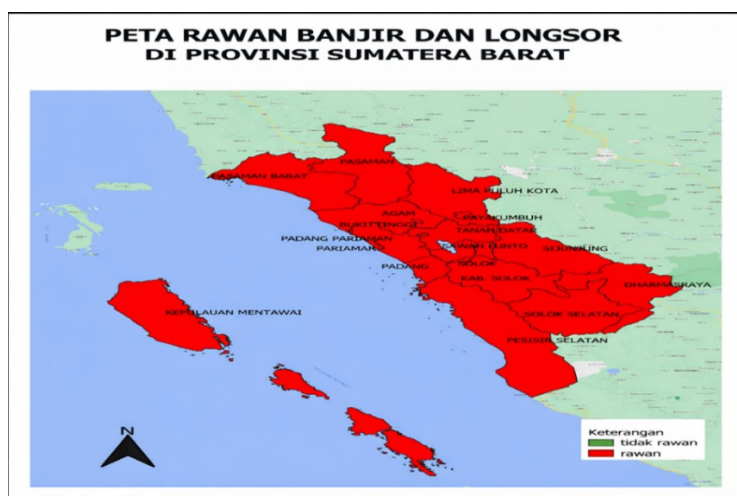 PETA RAWAN BANJIR DAN LONGSOR
DI PROVINSI SUMATERA BARAT
PASAMAN
PASAMAN BARAT
LIMA PULUH KOTA
AGAM
PAYAKUMBUH
BUKIT TINGGI
TANAH DATAR
PADANG PARIAMAN
PARIAMAN
SAWAH LUNTO
SIJUNJUNG
PADANG
SOLOK
KAB. SOLOK
DHARMASRAYA
KEPULAUAN MENTAWAI
SOLOK SELATAN
PESISIR SELATAN
N
Keterangan
tidak rawan
rawan